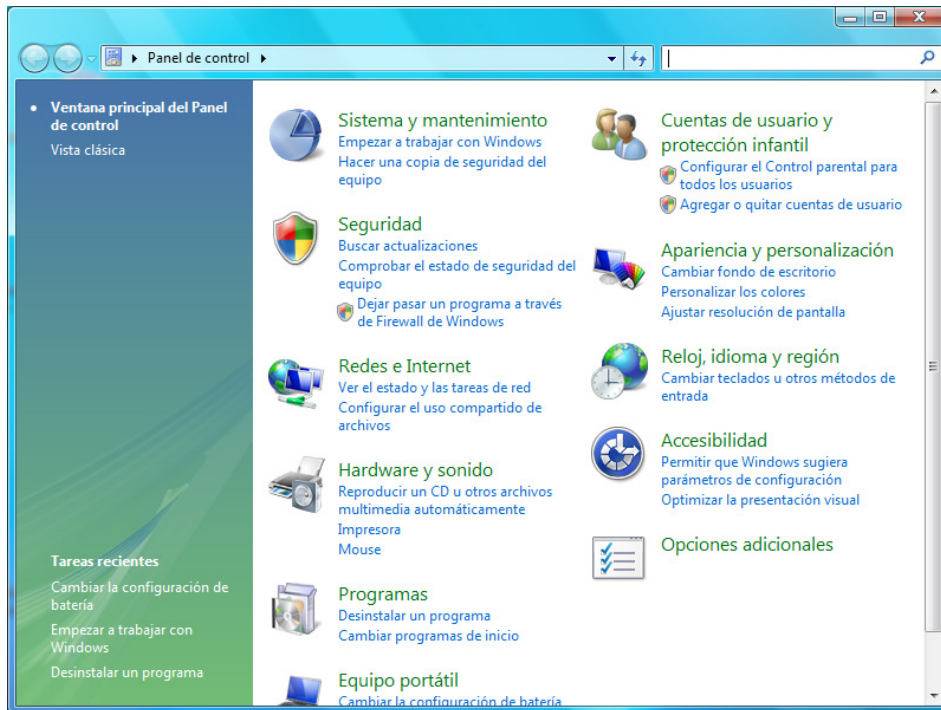 Panel de control
Ventana principal del Panel
de control
Vista clásica
Tareas recientes
Cambiar la configuración de
batería
Empezar a trabajar con
Windows
Desinstalar un programa
Sistema y mantenimiento
Empezar a trabajar con Windows
Hacer una copia de seguridad del
equipo
Seguridad
Buscar actualizaciones
Comprobar el estado de seguridad del
equipo
Dejar pasar un programa a través
de Firewall de Windows
Redes e Internet
Ver el estado y las tareas de red
Configurar el uso compartido de
archivos
Hardware y sonido
Reproducir un CD u otros archivos
multimedia automáticamente
Impresora
Mouse
Programas
Desinstalar un programa
Cambiar programas de inicio
Equipo portátil
Cambiar la configuración de batería
Cuentas de usuario y
protección infantil
Configurar el Control parental para
todos los usuarios
Agregar o quitar cuentas de usuario
Apariencia y personalización
Cambiar fondo de escritorio
Personalizar los colores
Ajustar resolución de pantalla
Reloj, idioma y región
Cambiar teclados u otros métodos de
entrada
Accesibilidad
Permitir que Windows sugiera
parámetros de configuración
Optimizar la presentación visual
Opciones adicionales